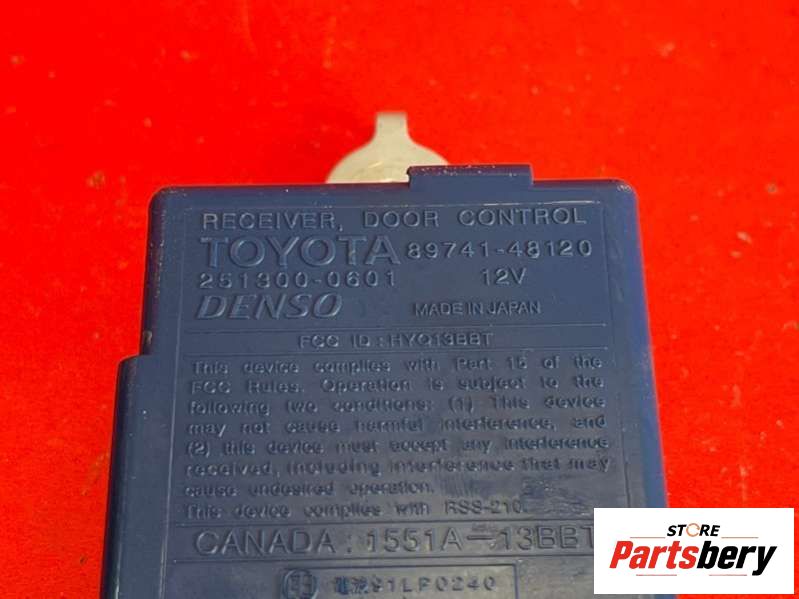 RECEIVER, DOOR CONTROL
TOYOTA 89741-48120
251300-0601 12V
DENSO MADE IN JAPAN
FCC ID : HYQ13BBT
This device complies with Part 15 of the
FCC Rules. Operation is subject to the
following two conditions: (1) This device
may not cause harmful interference, and
(2) this device must accept any interference
received, including interference that may
cause undesired operation.
This device complies with RSS-210.
CANADA : 1551A-13BBT
91LP0240
STORE
Partsbery